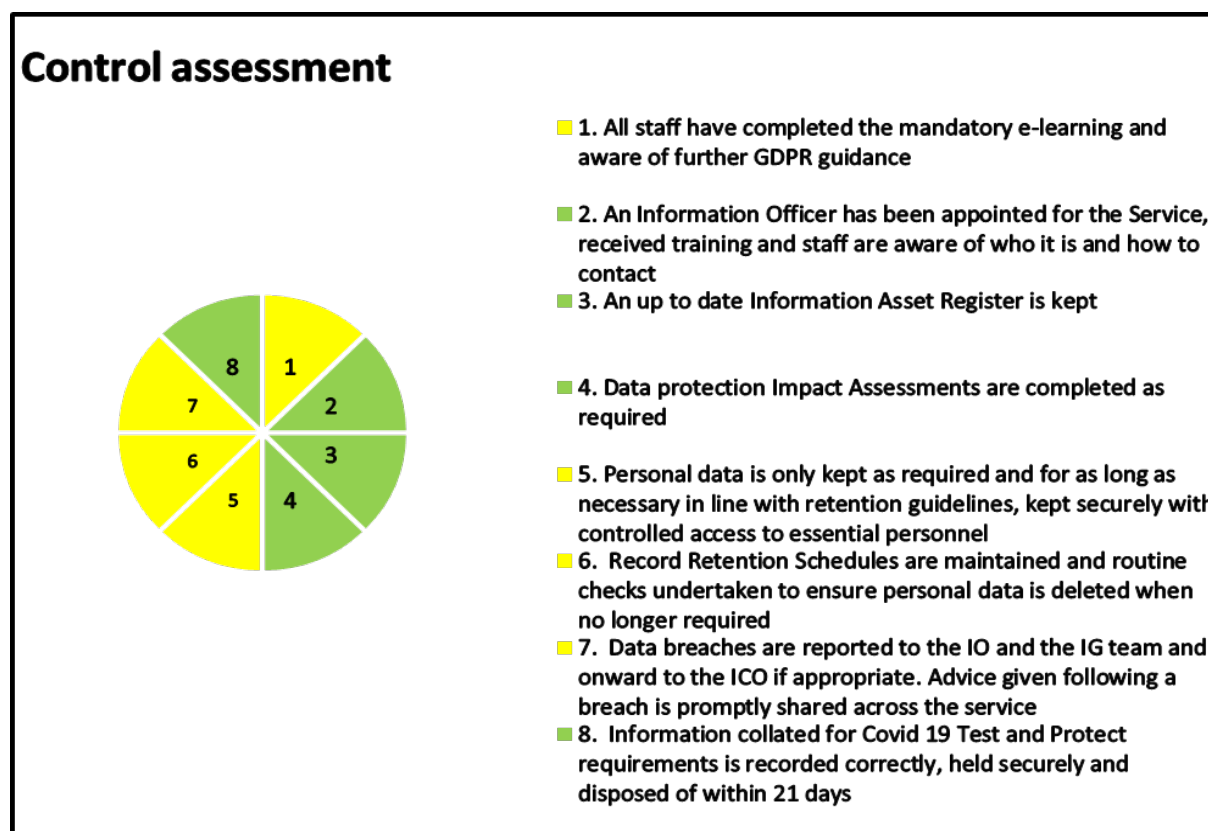 Control assessment
1. All staff have completed the mandatory e-learning and
aware of further GDPR guidance
2. An Information Officer has been appointed for the Service,
received training and staff are aware of who it is and how to
contact
3. An up to date Information Asset Register is kept
4. Data protection Impact Assessments are completed as
required
5. Personal data is only kept as required and for as long as
necessary in line with retention guidelines, kept securely with
controlled access to essential personnel
6. Record Retention Schedules are maintained and routine
checks undertaken to ensure personal data is deleted when
no longer required
7. Data breaches are reported to the IO and the IG team and
onward to the ICO if appropriate. Advice given following a
breach is promptly shared across the service
8. Information collated for Covid 19 Test and Protect
requirements is recorded correctly, held securely and
disposed of within 21 days
8
1
7
2
6
3
5
4